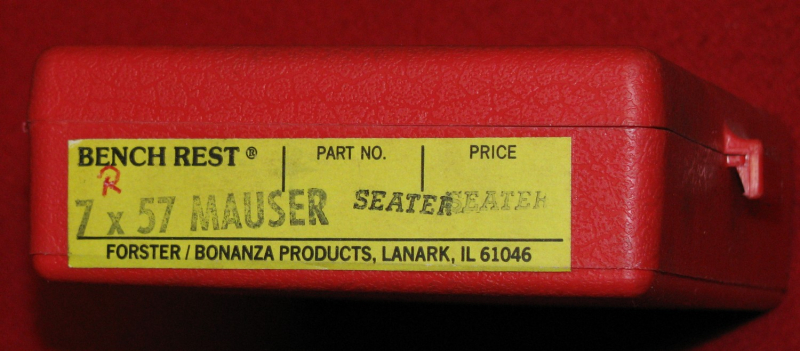 BENCH REST® PART NO. PRICE
R
7 x 57 MAUSER SEATER SEATER
FORSTER / BONANZA PRODUCTS, LANARK, IL 61046